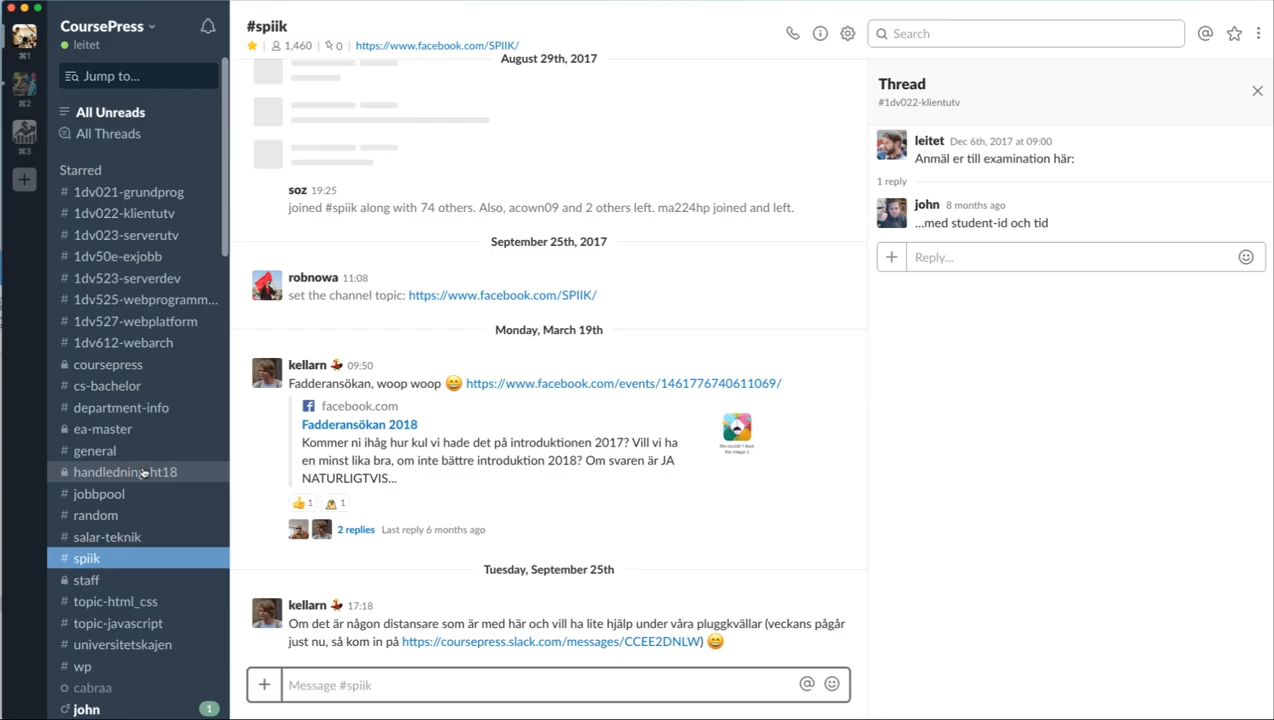 ⌘1
⌘2
⌘3
CoursePress
leitet
Jump to...
All Unreads
All Threads
Starred
# 1dv021-grundprog
# 1dv022-klientutv
# 1dv023-serverutv
# 1dv50e-exjobb
# 1dv523-serverdev
# 1dv525-webprogramm...
# 1dv527-webplatform
# 1dv612-webarch
coursepress
# cs-bachelor
# department-info
ea-master
# general
handledning-ht18
# jobbpool
# random
# salar-teknik
# spiik
staff
# topic-html_css
# topic-javascript
# universitetskajen
# wp
cabraa
john 1
#spiik
1,460 | 0 | https://www.facebook.com/SPIIK/
Search
August 29th, 2017
soz 19:25
joined #spiik along with 74 others. Also, acown09 and 2 others left. ma224hp joined and left.
September 25th, 2017
robnowa 11:08
set the channel topic: https://www.facebook.com/SPIIK/
Monday, March 19th
kellarn 09:50
Fadderansökan, woop woop 😄 https://www.facebook.com/events/1461776740611069/
facebook.com
Fadderansökan 2018
Kommer ni ihåg hur kul vi hade det på introduktionen 2017? Vill vi ha
en minst lika bra, om inte bättre introduktion 2018? Om svaren är JA
NATURLIGTVIS...
👍 1 1
2 replies Last reply 6 months ago
Tuesday, September 25th
kellarn 17:18
Om det är någon distansare som är med här och vill ha lite hjälp under våra pluggkvällar (veckans pågår
just nu, så kom in på https://coursepress.slack.com/messages/CCEE2DNLW) 😄
Message #spiik
Thread
#1dv022-klientutv
leitet Dec 6th, 2017 at 09:00
Anmäl er till examination här:
1 reply
john 8 months ago
...med student-id och tid
Reply...